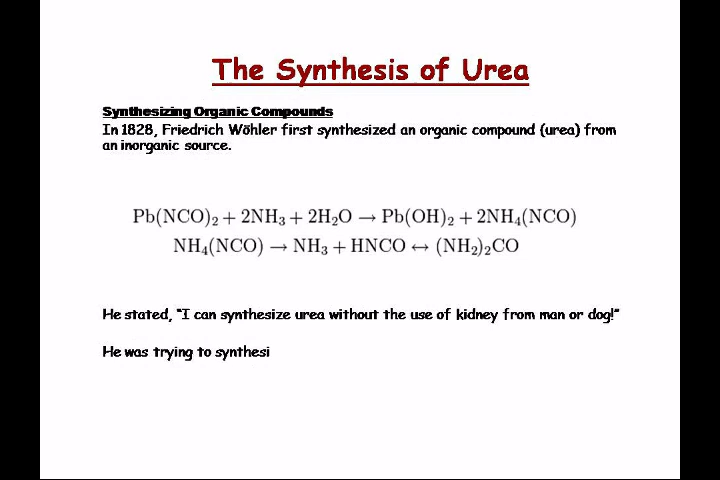 The Synthesis of Urea
Synthesizing Organic Compounds
In 1828, Friedrich Wöhler first synthesized an organic compound (urea) from
an inorganic source.
Pb(NCO)₂ + 2NH₃ + 2H₂O → Pb(OH)₂ + 2NH₄(NCO)
NH₄(NCO) → NH₃ + HNCO ↔ (NH₂)₂CO
He stated, "I can synthesize urea without the use of kidney from man or dog!"
He was trying to synthesi